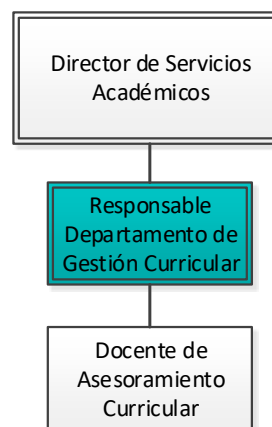 Director de Servicios
Académicos
Responsable
Departamento de
Gestión Curricular
Docente de
Asesoramiento
Curricular